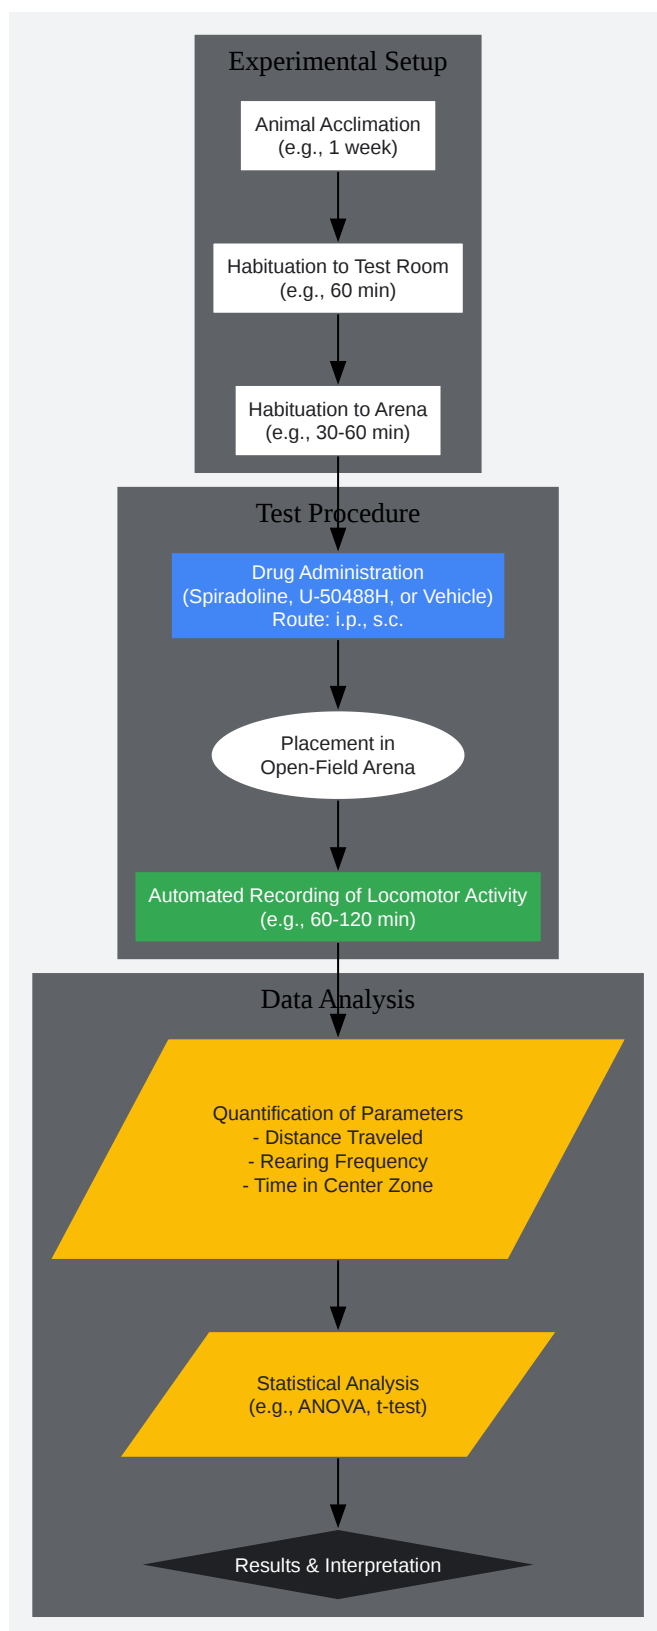 Experimental Setup
Animal Acclimation
(e.g., 1 week)
Habituation to Test Room
(e.g., 60 min)
Habituation to Arena
(e.g., 30-60 min)
Test Procedure
Drug Administration
(Spiradoline, U-50488H, or Vehicle)
Route: i.p., s.c.
Placement in
Open-Field Arena
Automated Recording of Locomotor Activity
(e.g., 60-120 min)
Data Analysis
Quantification of Parameters
- Distance Traveled
- Rearing Frequency
- Time in Center Zone
Statistical Analysis
(e.g., ANOVA, t-test)
Results & Interpretation